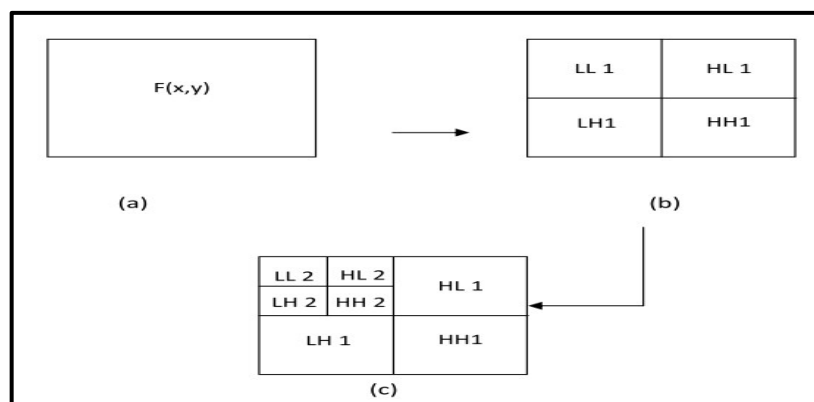 F(x,y)
(a)
LL 1 HL 1
LH1 HH1
(b)
LL 2 HL 2 HL 1
LH 2 HH 2
LH 1 HH1
(c)